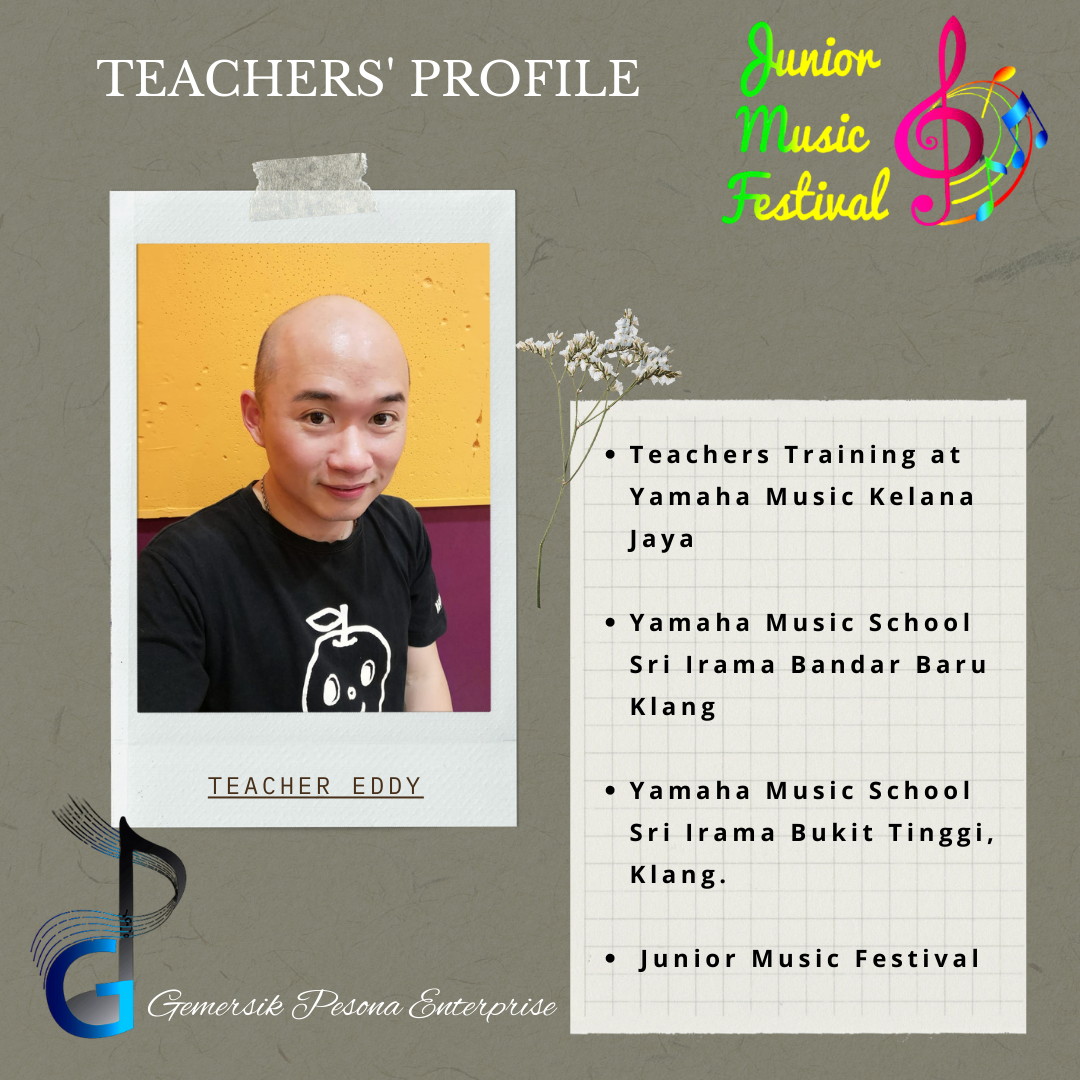 TEACHERS' PROFILE
Junior
Music
Festival
TEACHER EDDY
• Teachers Training at
Yamaha Music Kelana
Jaya
• Yamaha Music School
Sri Irama Bandar Baru
Klang
• Yamaha Music School
Sri Irama Bukit Tinggi,
Klang.
• Junior Music Festival
G
Gemersik Pesona Enterprise